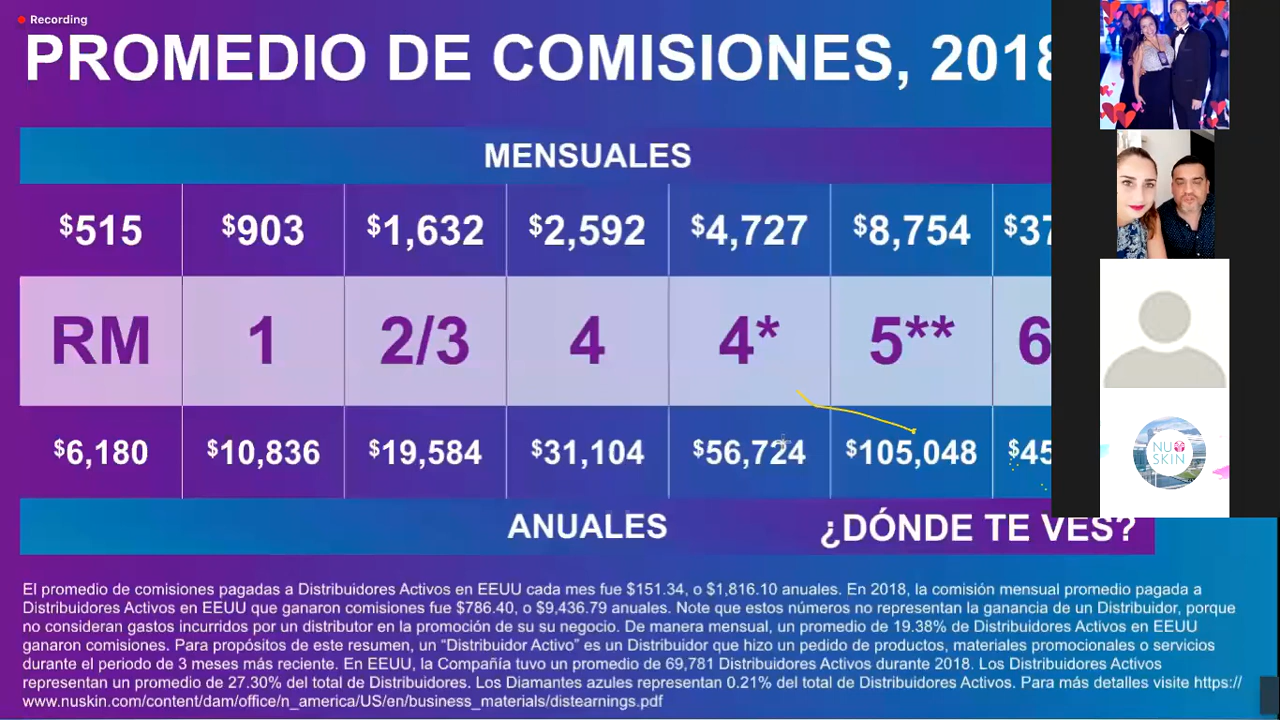 Recording
PROMEDIO DE COMISIONES, 2018
MENSUALES
$515 $903 $1,632 $2,592 $4,727 $8,754 $37
RM 1 2/3 4 4* 5** 6
$6,180 $10,836 $19,584 $31,104 $56,724 $105,048 $45
ANUALES ¿DÓNDE TE VES?
NU SKIN
El promedio de comisiones pagadas a Distribuidores Activos en EEUU cada mes fue $151.34, o $1,816.10 anuales. En 2018, la comisión mensual promedio pagada a
Distribuidores Activos en EEUU que ganaron comisiones fue $786.40, o $9,436.79 anuales. Note que estos números no representan la ganancia de un Distribuidor, porque
no consideran gastos incurridos por un distributor en la promoción de su su negocio. De manera mensual, un promedio de 19.38% de Distribuidores Activos en EEUU
ganaron comisiones. Para propósitos de este resumen, un “Distribuidor Activo” es un Distribuidor que hizo un pedido de productos, materiales promocionales o servicios
durante el periodo de 3 meses más reciente. En EEUU, la Compañía tuvo un promedio de 69,781 Distribuidores Activos durante 2018. Los Distribuidores Activos
representan un promedio de 27.30% del total de Distribuidores. Los Diamantes azules representan 0.21% del total de Distribuidores Activos. Para más detalles visite https://
www.nuskin.com/content/dam/office/n_america/US/en/business_materials/distearnings.pdf